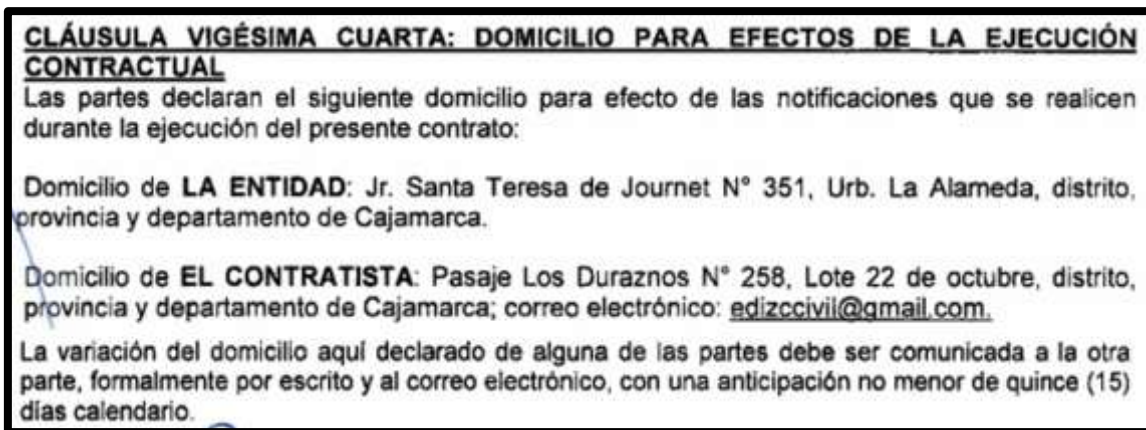 CLÁUSULA VIGÉSIMA CUARTA: DOMICILIO PARA EFECTOS DE LA EJECUCIÓN
CONTRACTUAL
Las partes declaran el siguiente domicilio para efecto de las notificaciones que se realicen
durante la ejecución del presente contrato:
Domicilio de LA ENTIDAD: Jr. Santa Teresa de Journet N° 351, Urb. La Alameda, distrito,
provincia y departamento de Cajamarca.
Domicilio de EL CONTRATISTA: Pasaje Los Duraznos N° 258, Lote 22 de octubre, distrito,
provincia y departamento de Cajamarca; correo electrónico: edizccivil@gmail.com.
La variación del domicilio aquí declarado de alguna de las partes debe ser comunicada a la otra
parte, formalmente por escrito y al correo electrónico, con una anticipación no menor de quince (15)
días calendario.